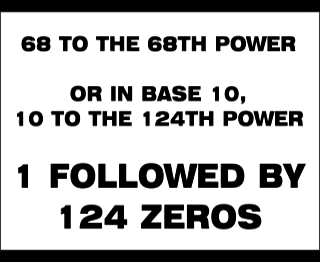 68 TO THE 68TH POWER
OR IN BASE 10,
10 TO THE 124TH POWER
1 FOLLOWED BY
124 ZEROS